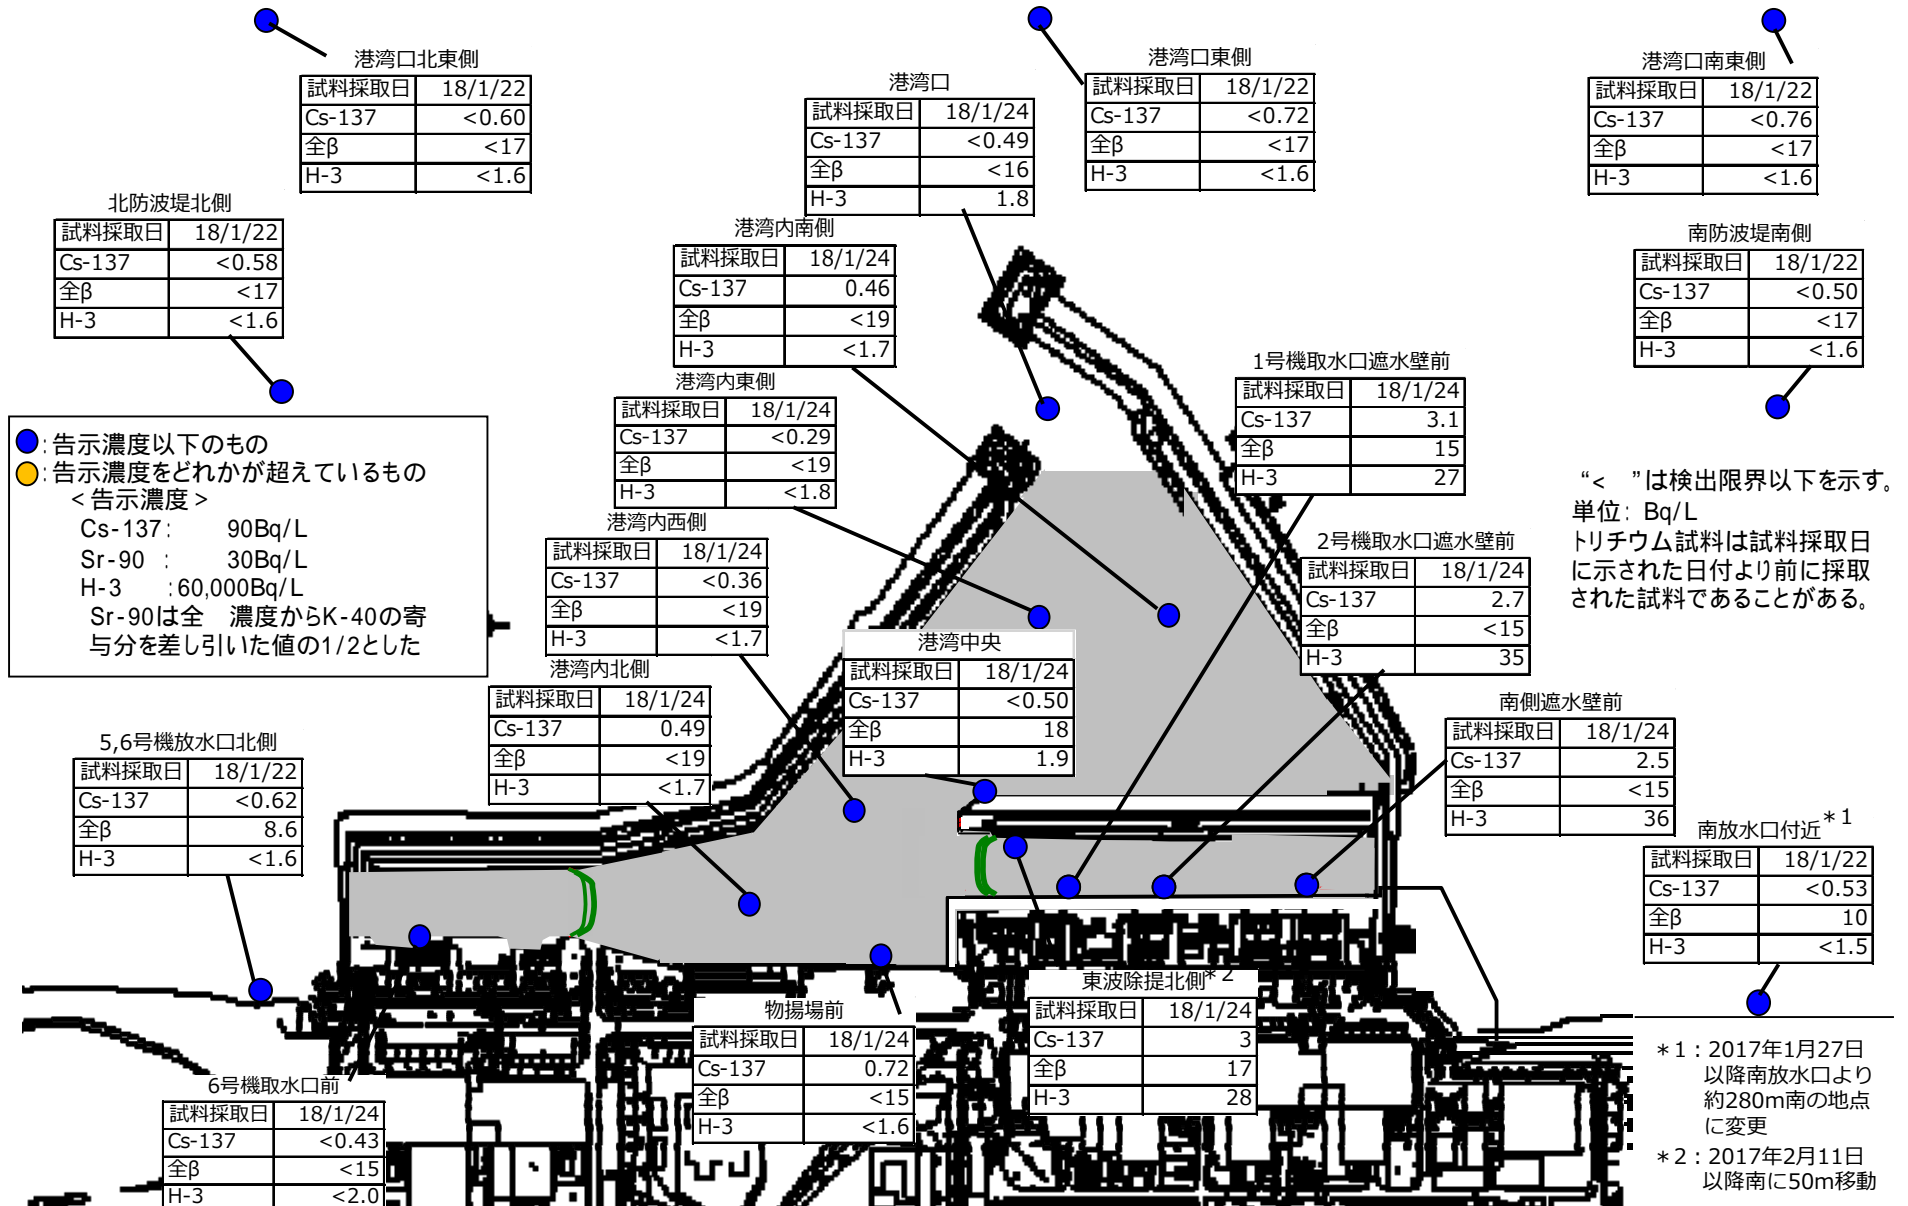 港湾口北東側
試料採取日 18/1/22
Cs-137 <0.60
全β <17
H-3 <1.6
港湾口
試料採取日 18/1/24
Cs-137 <0.49
全β <16
H-3 1.8
港湾口東側
試料採取日 18/1/22
Cs-137 <0.72
全β <17
H-3 <1.6
港湾口南東側
試料採取日 18/1/22
Cs-137 <0.76
全β <17
H-3 <1.6
北防波堤北側
試料採取日 18/1/22
Cs-137 <0.58
全β <17
H-3 <1.6
港湾内南側
試料採取日 18/1/24
Cs-137 0.46
全β <19
H-3 <1.7
南防波堤南側
試料採取日 18/1/22
Cs-137 <0.50
全β <17
H-3 <1.6
港湾内東側
試料採取日 18/1/24
Cs-137 <0.29
全β <19
H-3 <1.8
1号機取水口遮水壁前
試料採取日 18/1/24
Cs-137 3.1
全β 15
H-3 27
:告示濃度以下のもの
:告示濃度をどれかが超えているもの
<告示濃度>
Cs-137: 90Bq/L
Sr-90 : 30Bq/L
H-3 :60,000Bq/L
Sr-90は全 濃度からK-40の寄
与分を差し引いた値の1/2とした
“< ”は検出限界以下を示す。
単位: Bq/L
トリチウム試料は試料採取日
に示された日付より前に採取
された試料であることがある。
港湾内西側
試料採取日 18/1/24
Cs-137 <0.36
全β <19
H-3 <1.7
2号機取水口遮水壁前
試料採取日 18/1/24
Cs-137 2.7
全β <15
H-3 35
港湾中央
試料採取日 18/1/24
Cs-137 <0.50
全β 18
H-3 1.9
港湾内北側
試料採取日 18/1/24
Cs-137 0.49
全β <19
H-3 <1.7
南側遮水壁前
試料採取日 18/1/24
Cs-137 2.5
全β <15
H-3 36
5,6号機放水口北側
試料採取日 18/1/22
Cs-137 <0.62
全β 8.6
H-3 <1.6
南放水口付近*1
試料採取日 18/1/22
Cs-137 <0.53
全β 10
H-3 <1.5
東波除堤北側*2
試料採取日 18/1/24
Cs-137 3
全β 17
H-3 28
物揚場前
試料採取日 18/1/24
Cs-137 0.72
全β <15
H-3 <1.6
6号機取水口前
試料採取日 18/1/24
Cs-137 <0.43
全β <15
H-3 <2.0
*1:2017年1月27日
以降南放水口より
約280m南の地点
に変更
*2:2017年2月11日
以降南に50m移動